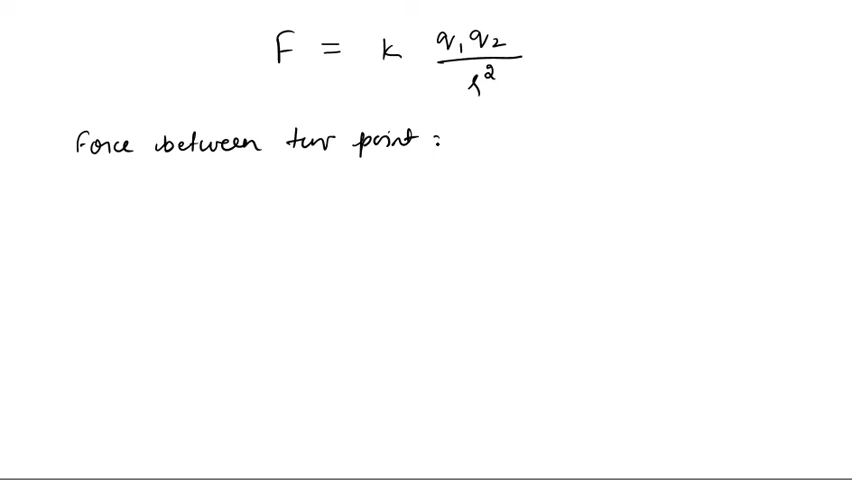 F = k q₁q₂/r²
Force between two point :